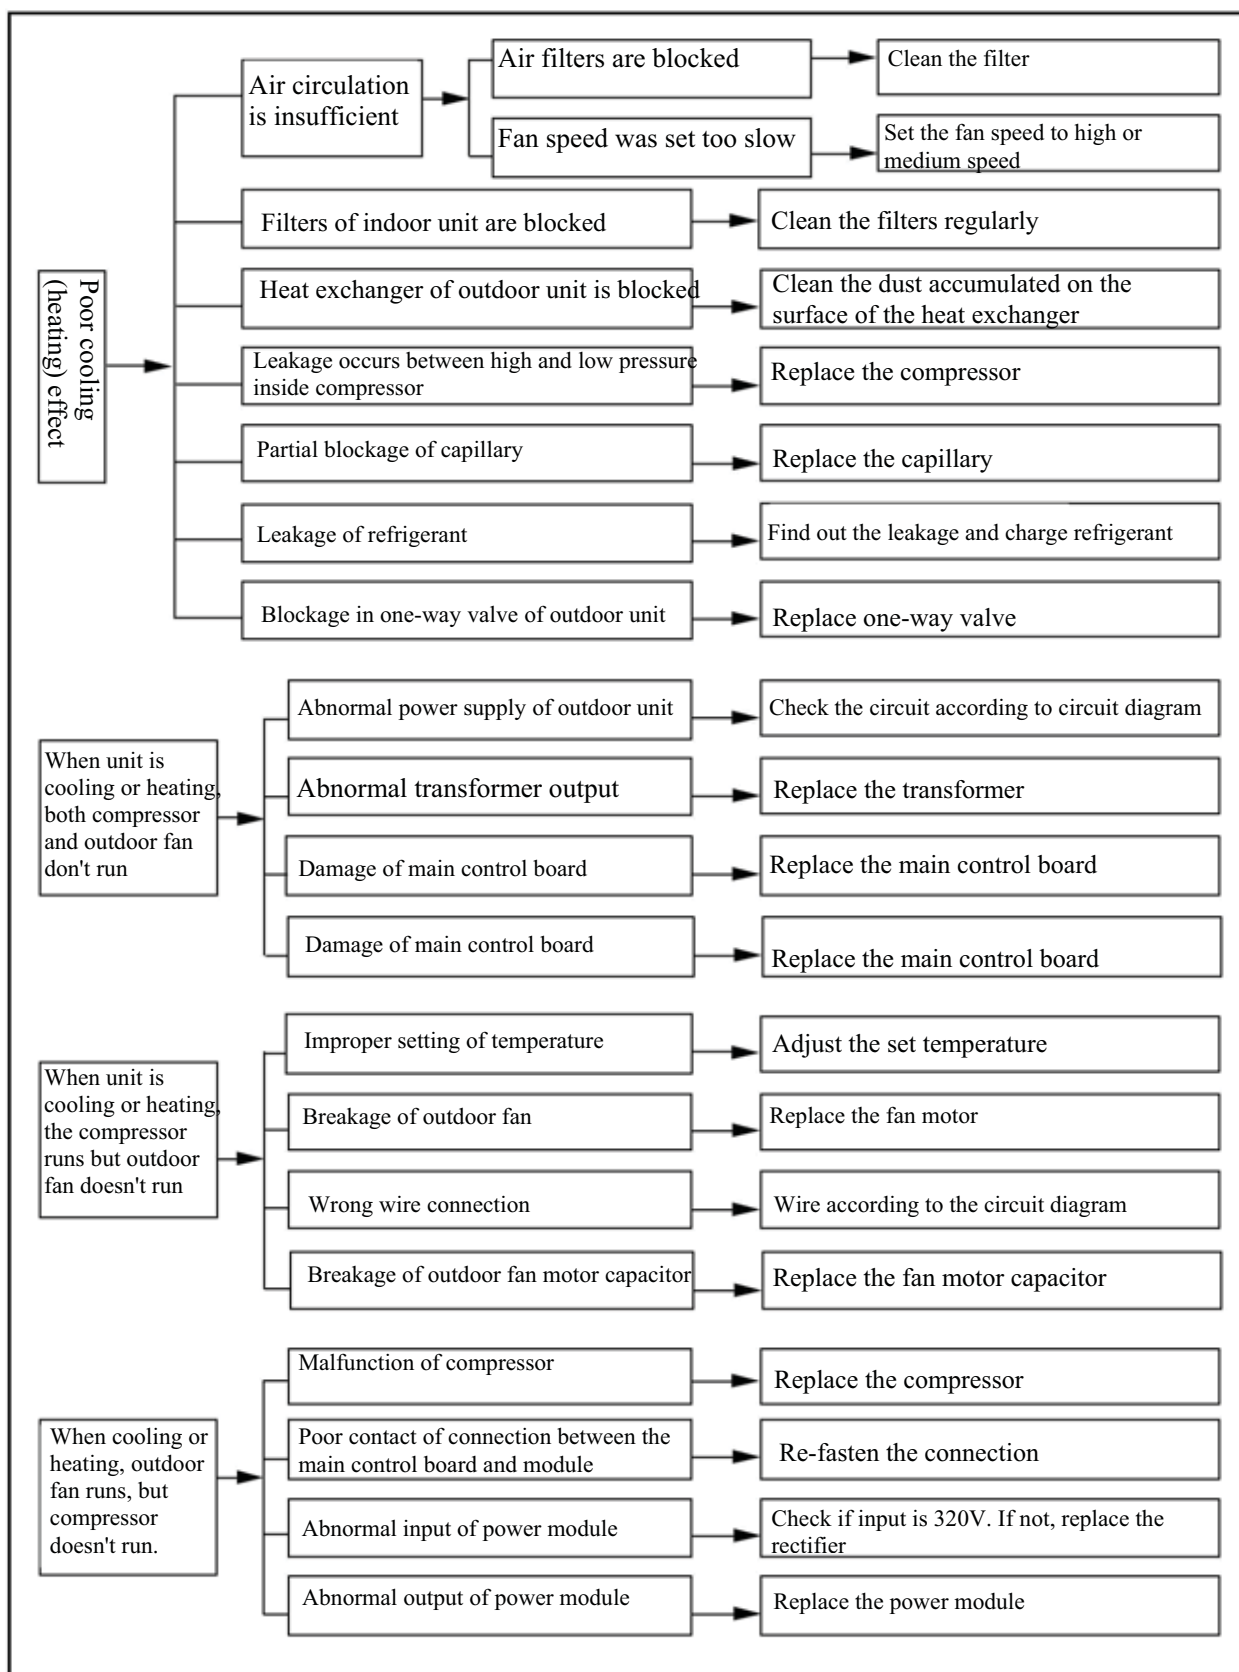 Poor cooling
(heating) effect
Air circulation
is insufficient
Air filters are blocked
Clean the filter
Fan speed was set too slow
Set the fan speed to high or
medium speed
Filters of indoor unit are blocked
Clean the filters regularly
Heat exchanger of outdoor unit is blocked
Clean the dust accumulated on the
surface of the heat exchanger
Leakage occurs between high and low pressure
inside compressor
Replace the compressor
Partial blockage of capillary
Replace the capillary
Leakage of refrigerant
Find out the leakage and charge refrigerant
Blockage in one-way valve of outdoor unit
Replace one-way valve
When unit is
cooling or heating,
both compressor
and outdoor fan
don't run
Abnormal power supply of outdoor unit
Check the circuit according to circuit diagram
Abnormal transformer output
Replace the transformer
Damage of main control board
Replace the main control board
Damage of main control board
Replace the main control board
When unit is
cooling or heating,
the compressor
runs but outdoor
fan doesn't run
Improper setting of temperature
Adjust the set temperature
Breakage of outdoor fan
Replace the fan motor
Wrong wire connection
Wire according to the circuit diagram
Breakage of outdoor fan motor capacitor
Replace the fan motor capacitor
When cooling or
heating, outdoor
fan runs, but
compressor
doesn't run.
Malfunction of compressor
Replace the compressor
Poor contact of connection between the
main control board and module
Re-fasten the connection
Abnormal input of power module
Check if input is 320V. If not, replace the
rectifier
Abnormal output of power module
Replace the power module